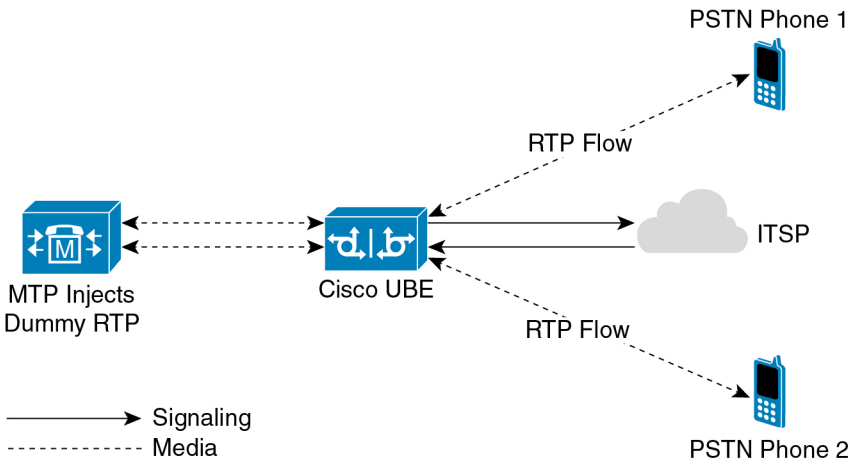 PSTN Phone 1
RTP Flow
ITSP
M
d|b
Cisco UBE
MTP Injects
Dummy RTP
RTP Flow
Signaling
Media
PSTN Phone 2